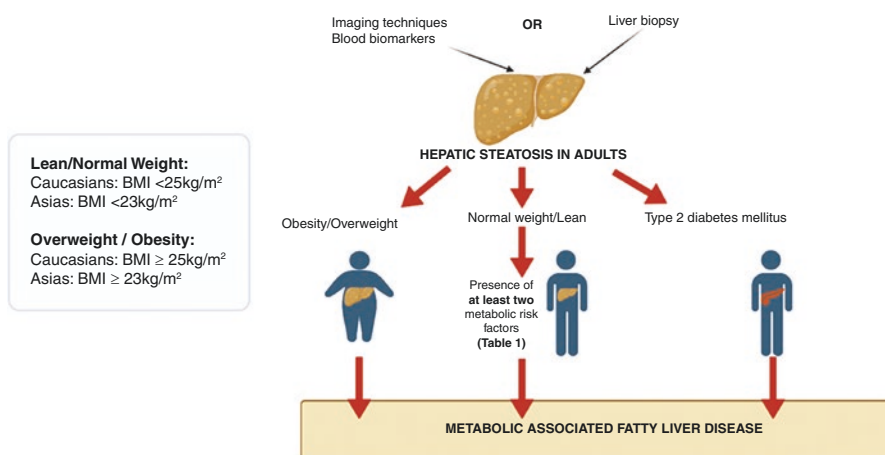 Imaging techniques
Blood biomarkers
OR
Liver biopsy
HEPATIC STEATOSIS IN ADULTS
Lean/Normal Weight:
Caucasians: BMI <25kg/m²
Asias: BMI <23kg/m²
Overweight / Obesity:
Caucasians: BMI ≥ 25kg/m²
Asias: BMI ≥ 23kg/m²
Obesity/Overweight
Normal weight/Lean
Type 2 diabetes mellitus
Presence of
at least two
metabolic risk
factors
(Table 1)
METABOLIC ASSOCIATED FATTY LIVER DISEASE